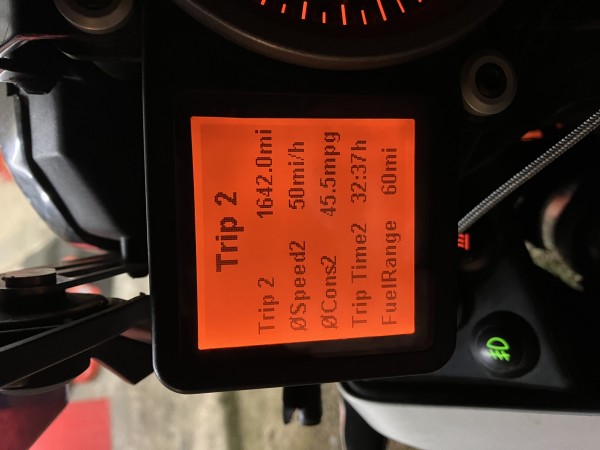 Trip 2
Trip 2 1642.0mi
ØSpeed2 50mi/h
ØCons2 45.5mpg
Trip Time2 32:37h
FuelRange 60mi